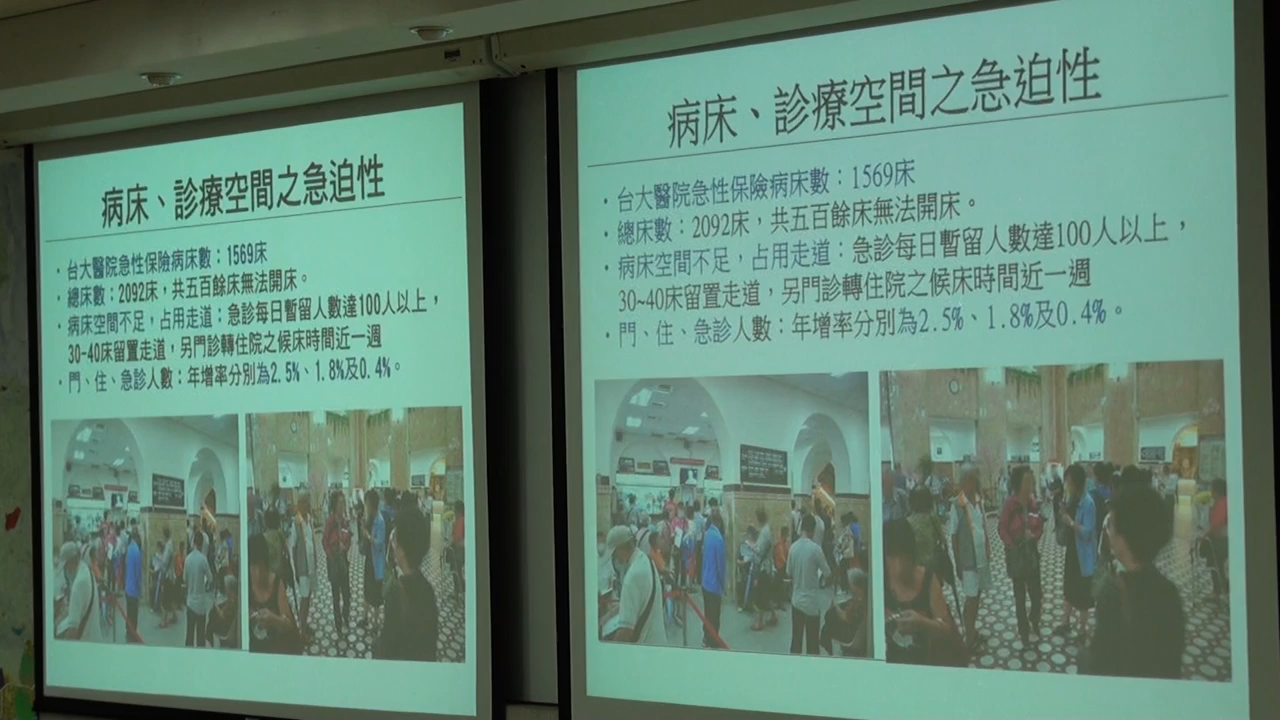 病床、診療空間之急迫性
・台大醫院急性保險病床數：1569床
・總床數：2092床，共五百餘床無法開床。
・病床空間不足，占用走道：急診每日暫留人數達100人以上，
30~40床留置走道，另門診轉住院之候床時間近一週
・門、住、急診人數：年增率分別為2.5%、1.8%及0.4%。
病床、診療空間之急迫性
・台大醫院急性保險病床數：1569床
・總床數：2092床，共五百餘床無法開床。
・病床空間不足，占用走道：急診每日暫留人數達100人以上，
30~40床留置走道，另門診轉住院之候床時間近一週
・門、住、急診人數：年增率分別為2.5%、1.8%及0.4%。